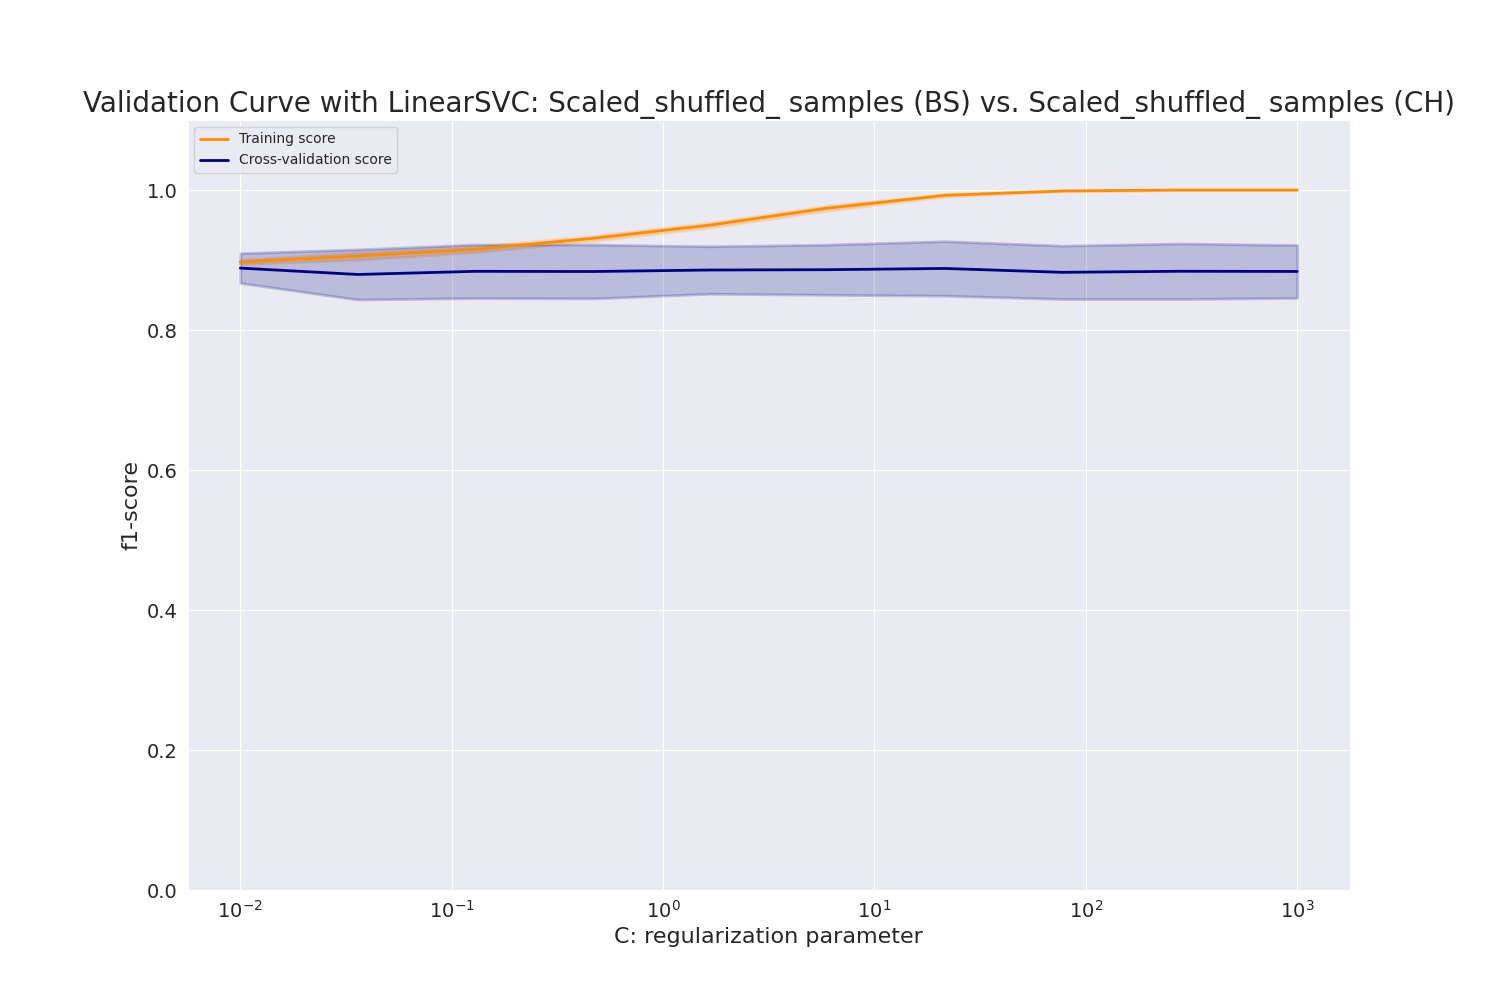 Validation Curve with LinearSVC: Scaled_shuffled_ samples (BS) vs. Scaled_shuffled_ samples (CH)
Training score
Cross-validation score
1.0
0.8
0.6
0.4
0.2
0.0
f1-score
10⁻² 10⁻¹ 10⁰ 10¹ 10² 10³
C: regularization parameter